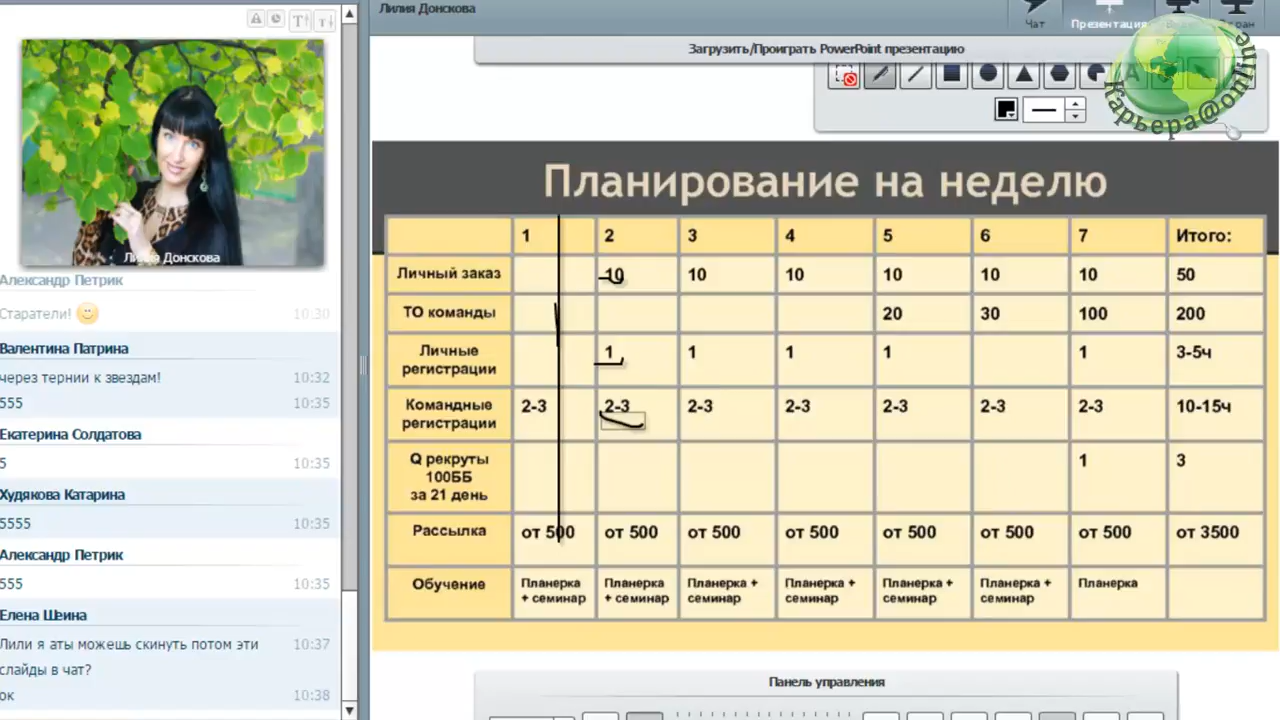 Лилия Донскова
Александр Петрик
Старатели! 10:30
Валентина Патрина
через тернии к звездам! 10:32
555 10:35
Екатерина Солдатова
5 10:35
Худякова Катарина
5555 10:35
Александр Петрик
555 10:35
Елена Шеина
Лили я аты можешь скинуть потом эти 10:37
слайды в чат?
ок 10:38
Лилия Донскова
Чат Презентация
Загрузить/Проиграть PowerPoint презентацию
Карьера@online
Планирование на неделю
1 2 3 4 5 6 7 Итого:
Личный заказ 10 10 10 10 10 10 50
ТО команды 20 30 100 200
Личные
регистрации 1 1 1 1 1 3-5ч
Командные
регистрации 2-3 2-3 2-3 2-3 2-3 2-3 2-3 10-15ч
Q рекруты
100ББ
за 21 день 1 3
Рассылка от 500 от 500 от 500 от 500 от 500 от 500 от 500 от 3500
Обучение Планерка Планерка Планерка + Планерка + Планерка + Планерка + Планерка
+ семинар + семинар семинар семинар семинар семинар
Панель управления